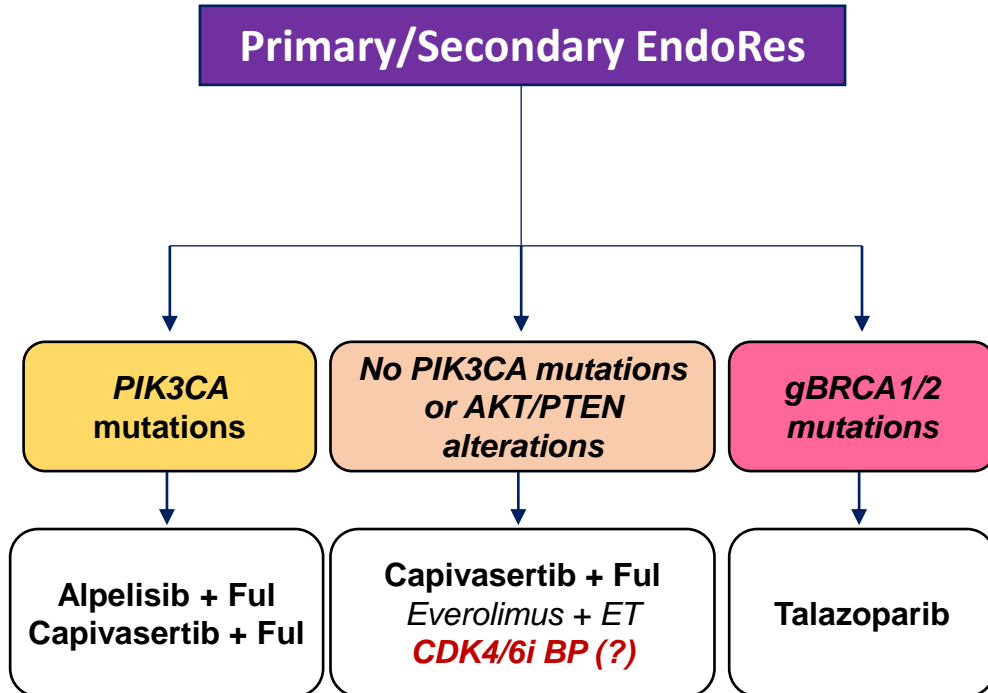 Primary/Secondary EndoRes
PIK3CA
mutations
No PIK3CA mutations
or AKT/PTEN
alterations
gBRCA1/2
mutations
Alpelisib + Ful
Capivasertib + Ful
Capivasertib + Ful
Everolimus + ET
CDK4/6i BP (?)
Talazoparib